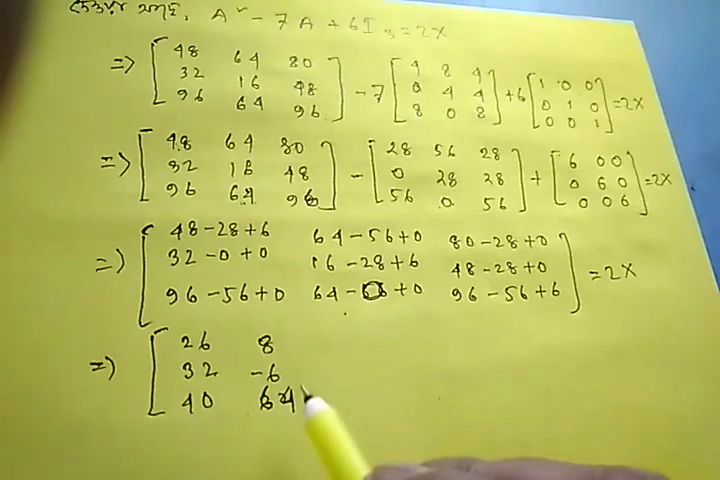 দেওয়া আছে, A² - 7A + 6I₃ = 2X
=> [48 64 80
32 16 48
96 64 96] - 7 [4 8 4
0 4 4
8 0 8] + 6 [1 0 0
0 1 0
0 0 1] = 2X
=> [48 64 80
32 16 48
96 64 96] - [28 56 28
0 28 28
56 0 56] + [6 0 0
0 6 0
0 0 6] = 2X
=> [48-28+6 64-56+0 80-28+0
32-0+0 16-28+6 48-28+0
96-56+0 64-0+0 96-56+6] = 2X
=> [26 8
32 -6
40 64